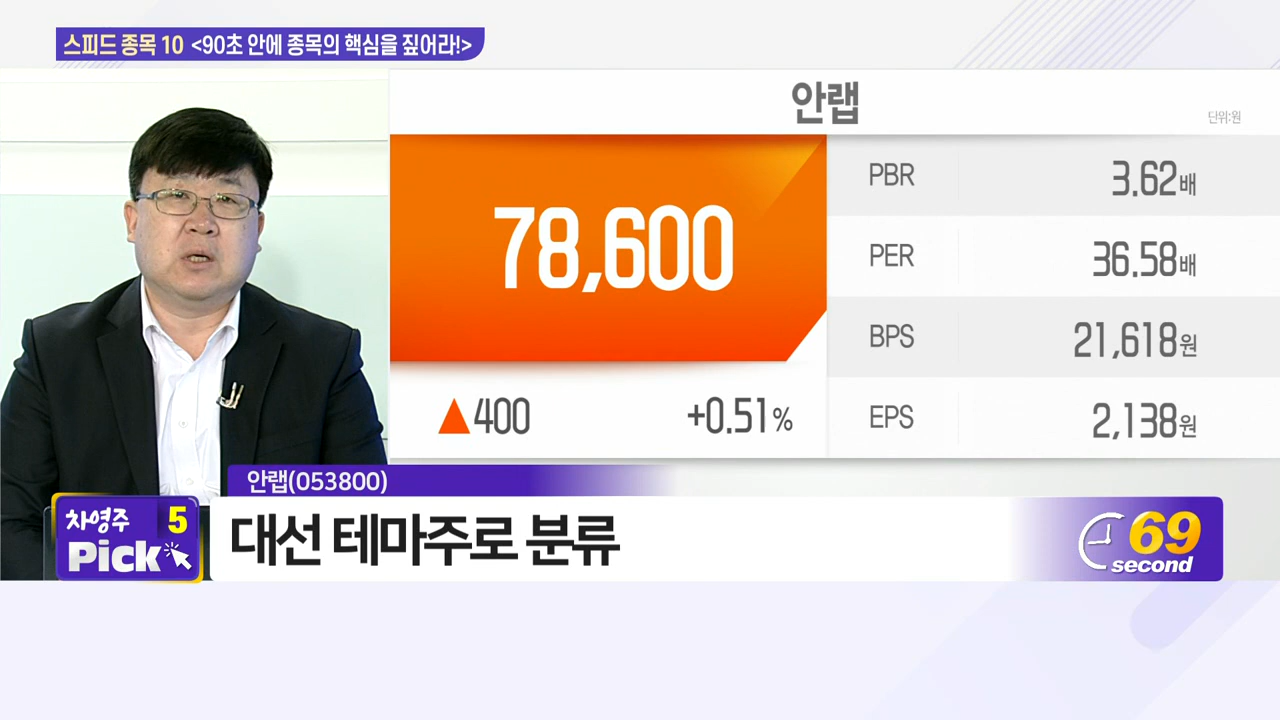 스피드 종목 10 <90초 안에 종목의 핵심을 짚어라!>
안랩
단위:원
78,600
▲400 +0.51%
PBR 3.62배
PER 36.58배
BPS 21,618원
EPS 2,138원
안랩(053800)
차영주 5
Pick
대선 테마주로 분류
69
second